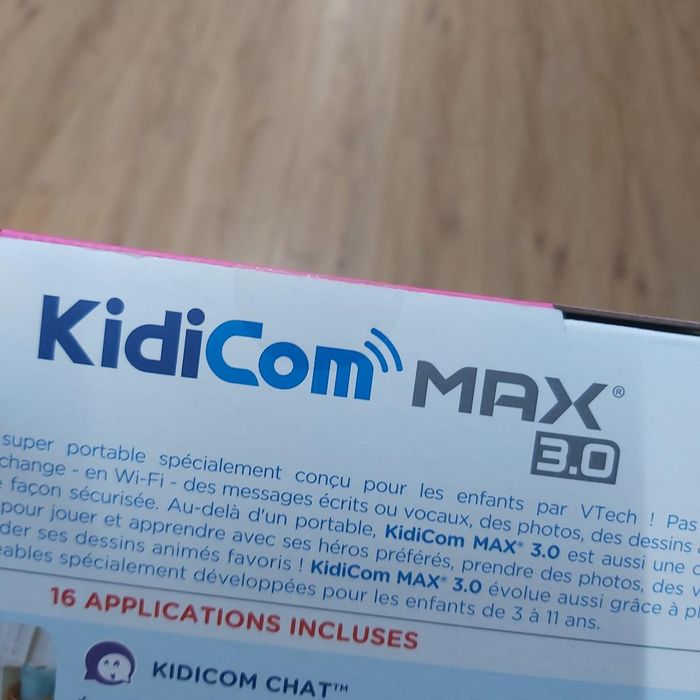 KidiCom MAX®
3.0
super portable spécialement conçu pour les enfants par VTech ! Pas
change - en Wi-Fi - des messages écrits ou vocaux, des photos, des dessins
façon sécurisée. Au-delà d'un portable, KidiCom MAX® 3.0 est aussi une
pour jouer et apprendre avec ses héros préférés, prendre des photos, des
der ses dessins animés favoris ! KidiCom MAX® 3.0 évolue aussi grâce à
eables spécialement développées pour les enfants de 3 à 11 ans.
16 APPLICATIONS INCLUSES
KIDICOM CHAT™